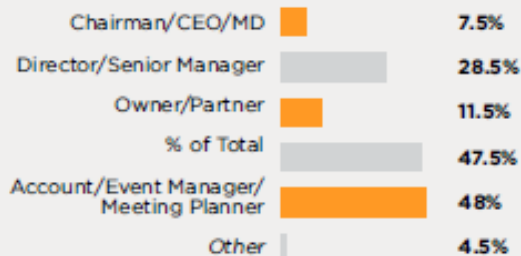 Chairman/CEO/MD 7.5%
Director/Senior Manager 28.5%
Owner/Partner 11.5%
% of Total 47.5%
Account/Event Manager/
Meeting Planner 48%
Other 4.5%